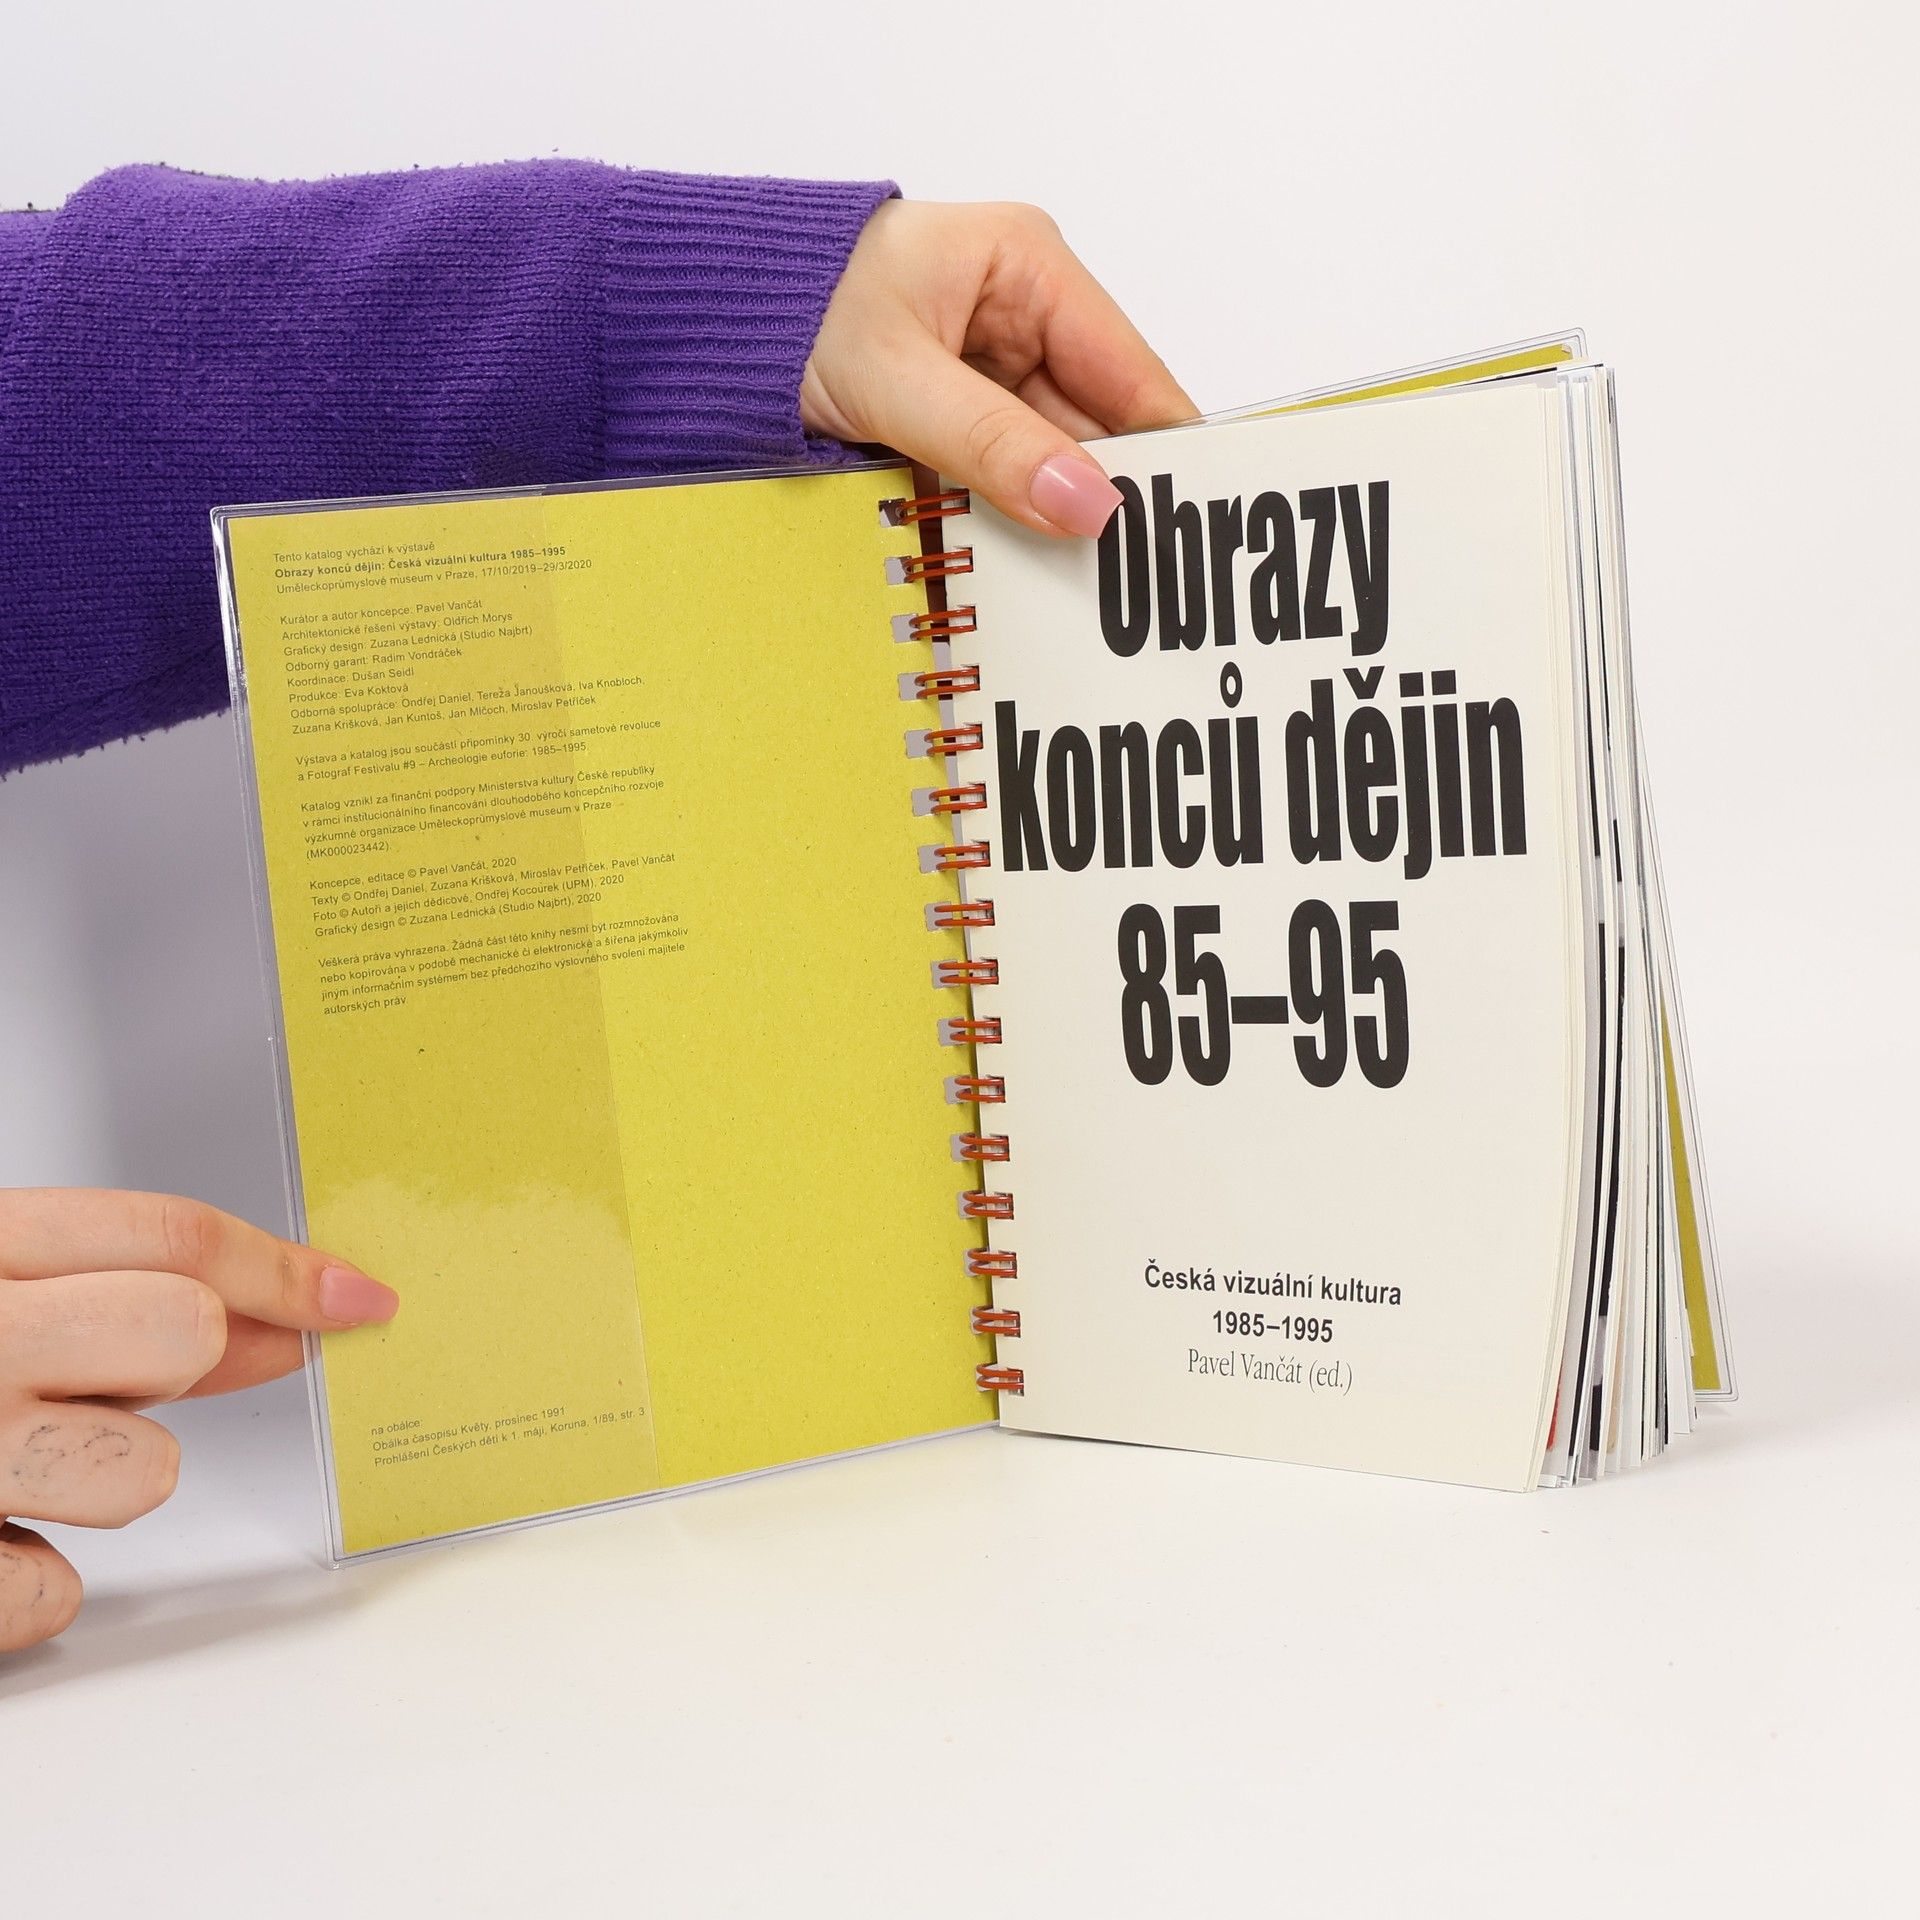 Tento katalog vychází k výstavě
Obrazy konců dějin: Česká vizuální kultura 1985–1995
Uměleckoprůmyslové museum v Praze, 17/10/2019–29/3/2020
Kurátor a autor koncepce: Pavel Vančát
Architektonické řešení výstavy: Oldřich Morys
Grafický design: Zuzana Lednická (Studio Najbrt)
Odborný garant: Radim Vondráček
Koordinace: Dušan Seidl
Produkce: Eva Koktová
Odborná spolupráce: Ondřej Daniel, Tereza Janoušková, Iva Knobloch,
Zuzana Krišková, Jan Kuntoš, Jan Mlčoch, Miroslav Petříček
Výstava a katalog jsou součástí připomínky 30. výročí sametové revoluce
a Fotograf Festivalu #9 – Archeologie euforie: 1985–1995.
Katalog vznikl za finanční podpory Ministerstva kultury České republiky
v rámci institucionálního financování dlouhodobého koncepčního rozvoje
výzkumné organizace Uměleckoprůmyslové museum v Praze
(MK000023442).
Koncepce, editace © Pavel Vančát, 2020
Texty © Ondřej Daniel, Zuzana Krišková, Miroslav Petříček, Pavel Vančát
Foto © Autoři a jejich dědicové, Ondřej Kocourek (UPM), 2020
Grafický design © Zuzana Lednická (Studio Najbrt), 2020
Veškerá práva vyhrazena. Žádná část této knihy nesmí být rozmnožována
nebo kopírována v podobě mechanické či elektronické a šířena jakýmkoliv
jiným informačním systémem bez předchozího výslovného svolení majitele
autorských práv
na obálce:
Obálka časopisu Květy, prosinec 1991
Prohlášení Českých dětí k 1. máji, Koruna, 1/89, str. 3
Obrazy
konců dějin
85–95
Česká vizuální kultura
1985–1995
Pavel Vančát (ed.)